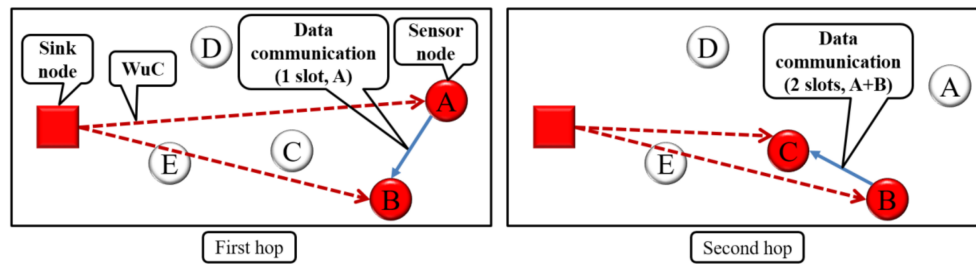 Sink
node
WuC
D
Data
communication
(1 slot, A)
Sensor
node
A
C
E
B
First hop
D
Data
communication
(2 slots, A+B)
A
C
E
B
Second hop